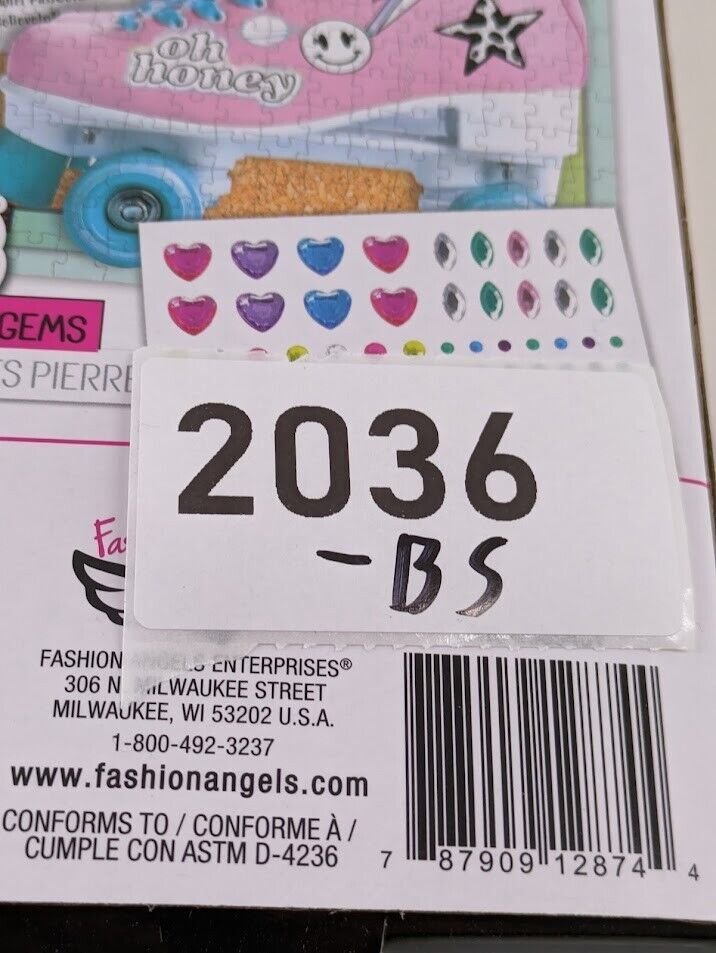 oh
honey
GEMS
2036
-BS
FASHION ANGELS ENTERPRISES®
306 N. MILWAUKEE STREET
MILWAUKEE, WI 53202 U.S.A.
1-800-492-3237
www.fashionangels.com
CONFORMS TO / CONFORME À /
CUMPLE CON ASTM D-4236
7 87909 12874 4